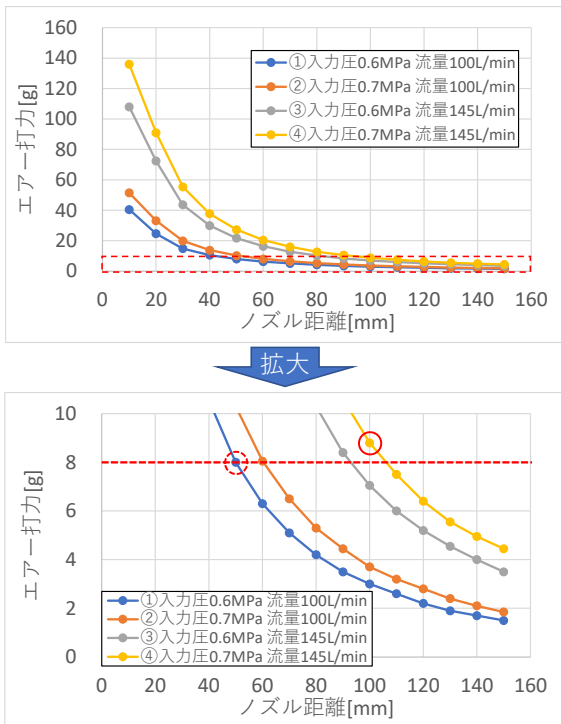 160
140
120
100
80
60
40
20
0
エアー打力[g]
①入力圧0.6MPa 流量100L/min
②入力圧0.7MPa 流量100L/min
③入力圧0.6MPa 流量145L/min
④入力圧0.7MPa 流量145L/min
0 20 40 60 80 100 120 140 160
ノズル距離[mm]
拡大
10
8
6
4
2
0
エアー打力[g]
①入力圧0.6MPa 流量100L/min
②入力圧0.7MPa 流量100L/min
③入力圧0.6MPa 流量145L/min
④入力圧0.7MPa 流量145L/min
0 20 40 60 80 100 120 140 160
ノズル距離[mm]